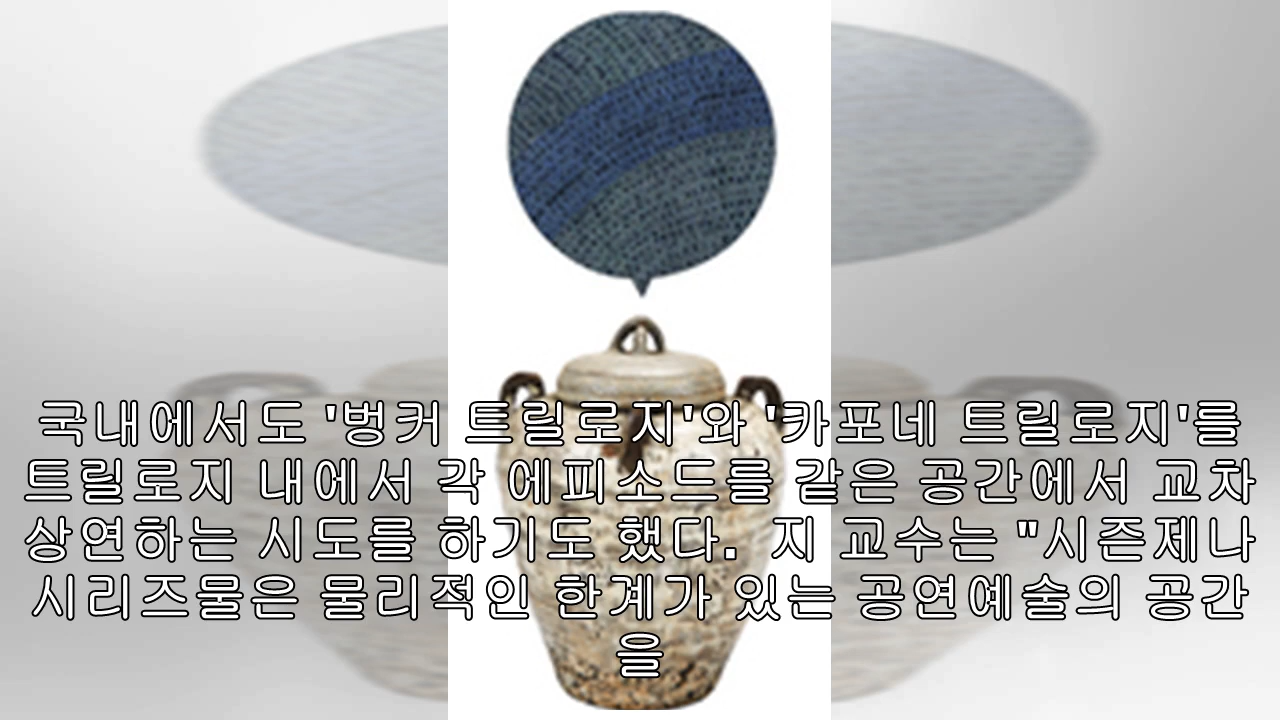 국내에서도 '벙커 트릴로지'와 '카포네 트릴로지'를
트릴로지 내에서 각 에피소드를 같은 공간에서 교차
상연하는 시도를 하기도 했다. 지 교수는 "시즌제나
시리즈물은 물리적인 한계가 있는 공연예술의 공간
을